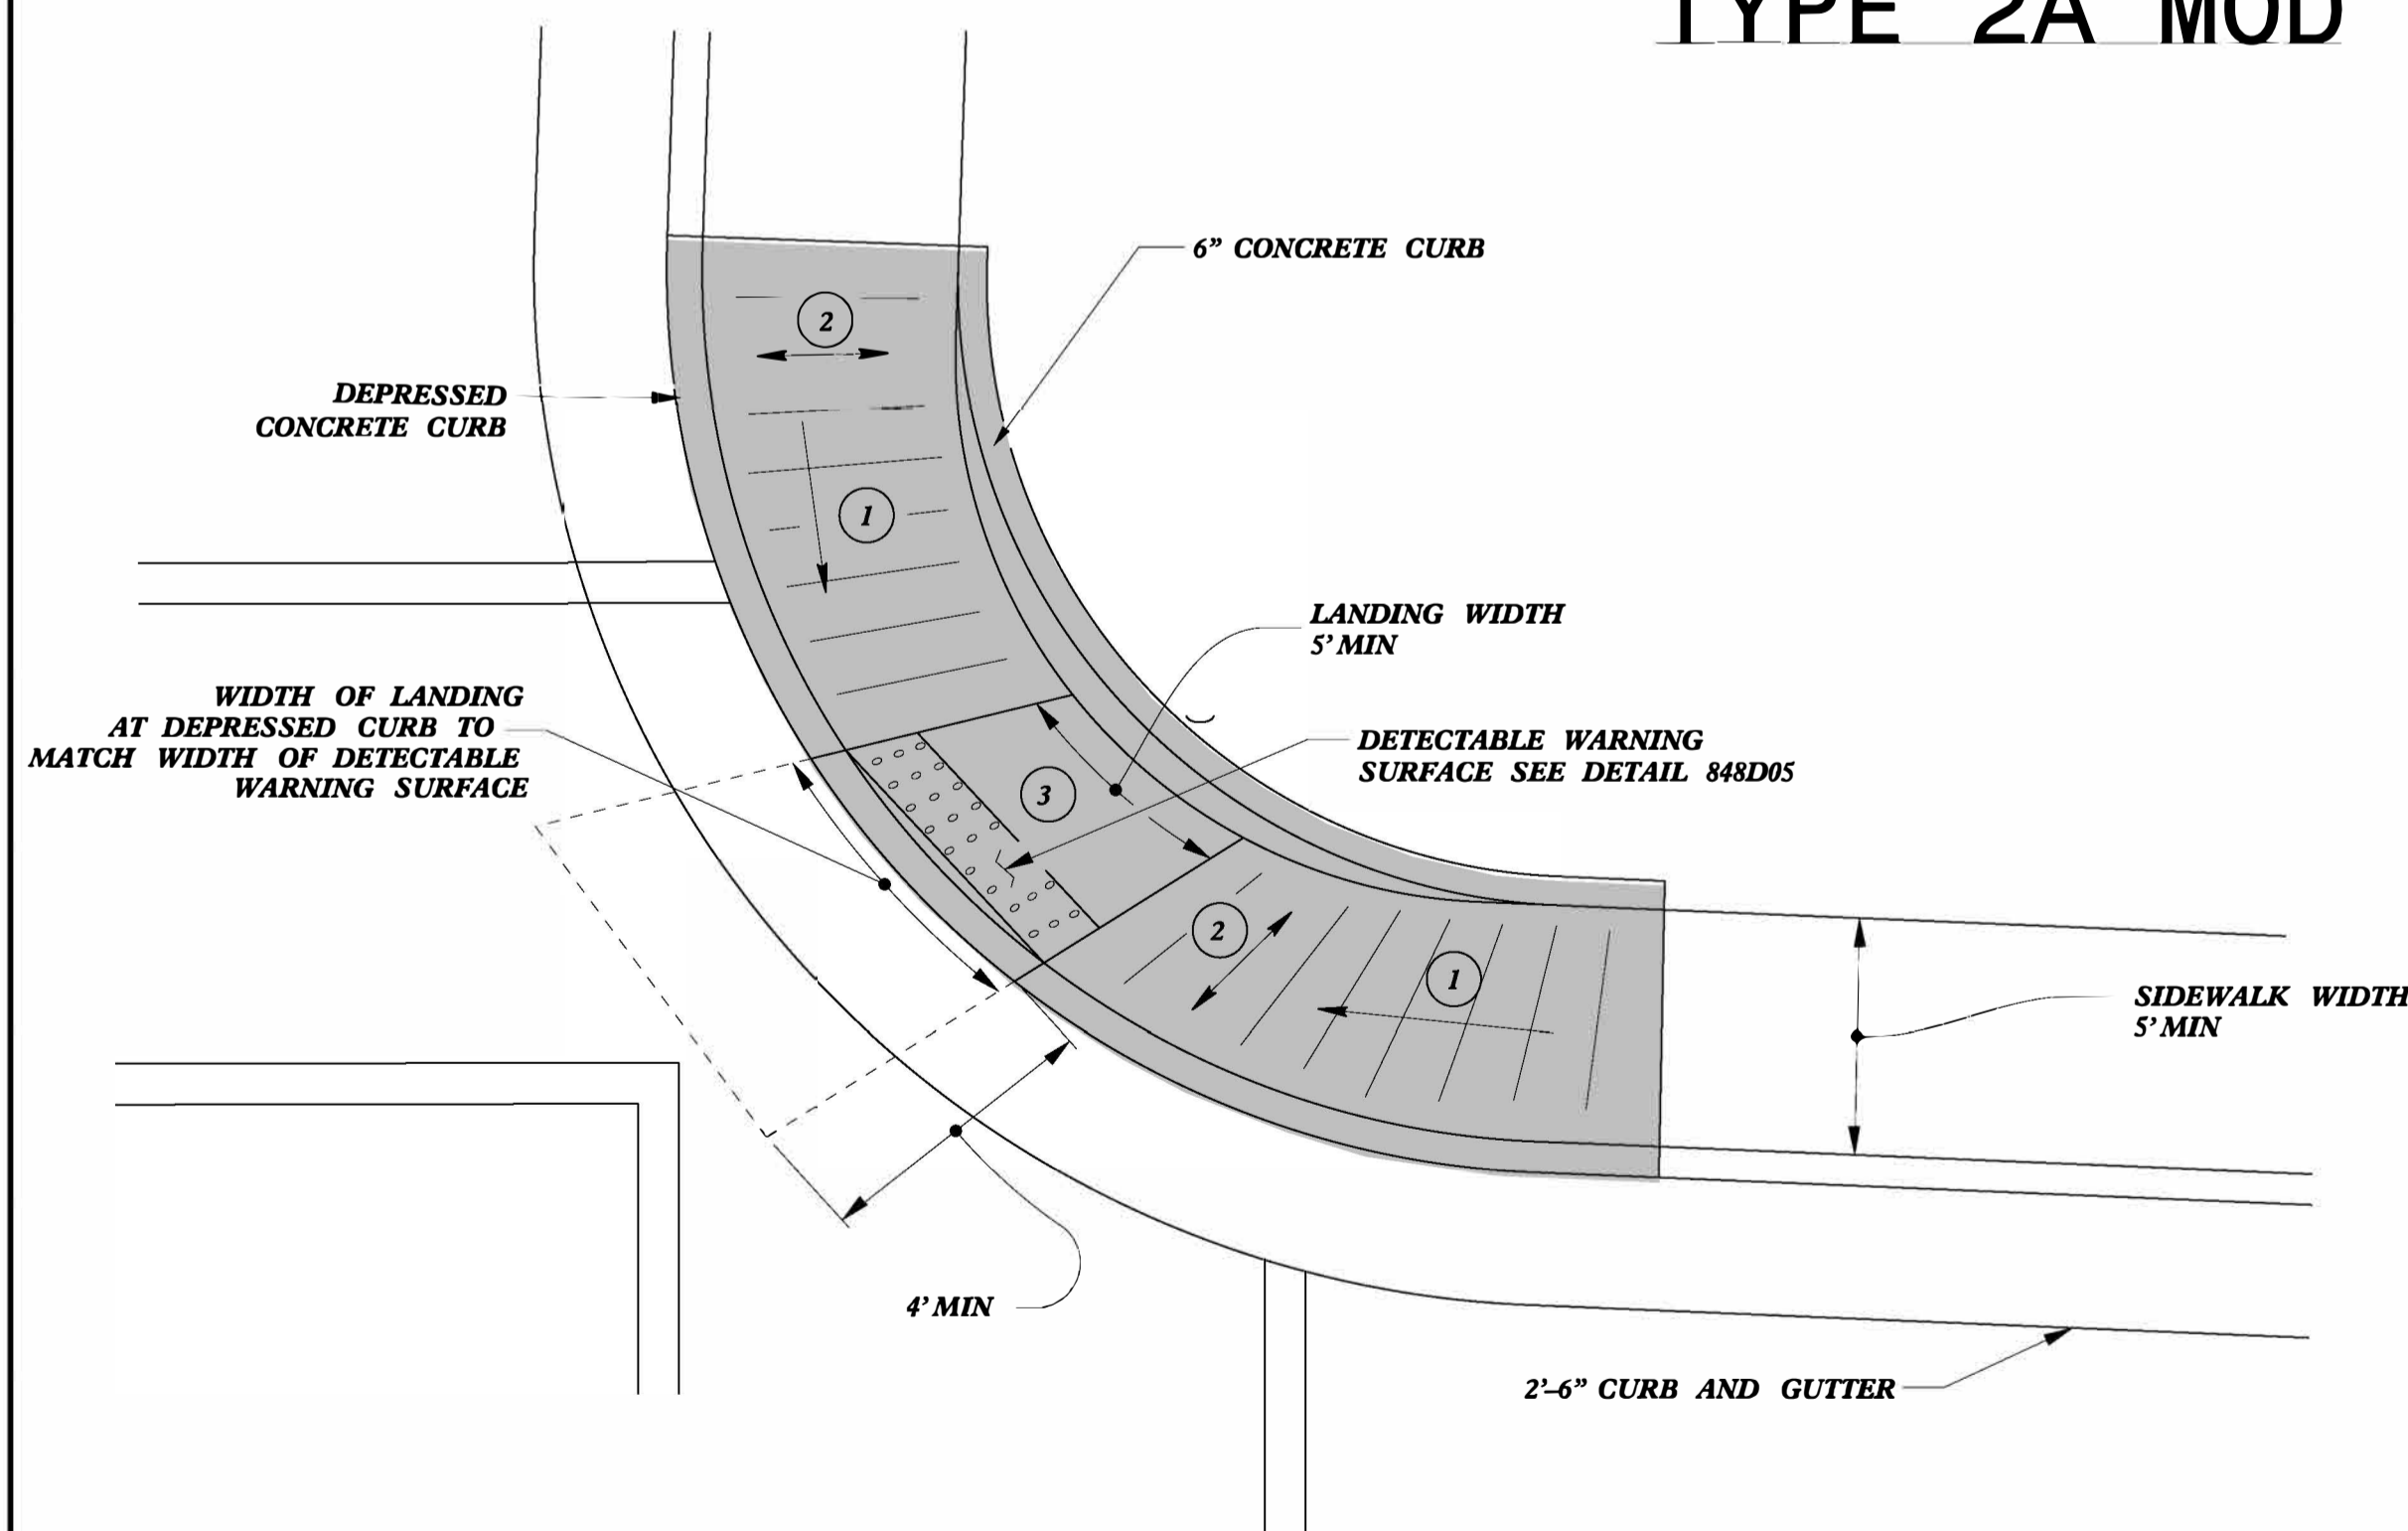 TYPE 2A MOD
6” CONCRETE CURB
2
DEPRESSED
CONCRETE CURB
1
LANDING WIDTH
5’ MIN
WIDTH OF LANDING
AT DEPRESSED CURB TO
MATCH WIDTH OF DETECTABLE
WARNING SURFACE
DETECTABLE WARNING
SURFACE SEE DETAIL 848D05
3
2
1
SIDEWALK WIDTH
5’ MIN
4’ MIN
2’–6” CURB AND GUTTER